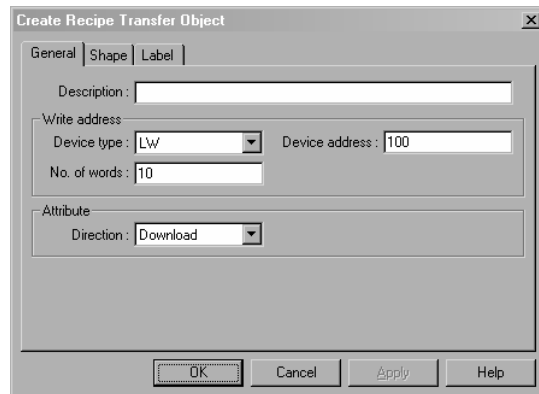 Create Recipe Transfer Object
General Shape Label
Description :
Write address
Device type : LW Device address : 100
No. of words : 10
Attribute
Direction : Download
OK Cancel Apply Help